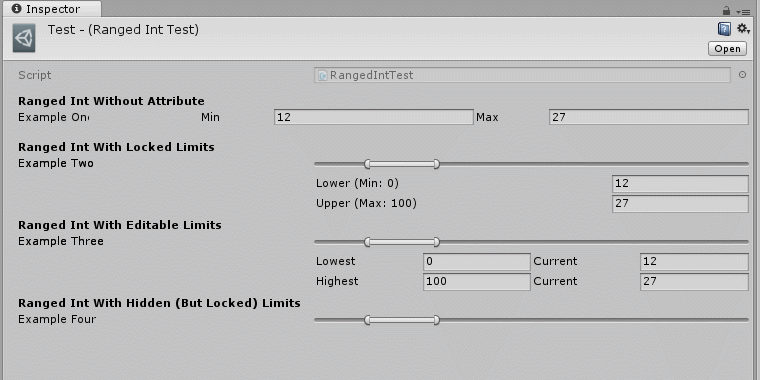 Inspector
Test - (Ranged Int Test)
Open
Script RangedIntTest
Ranged Int Without Attribute
Example One Min 12 Max 27
Ranged Int With Locked Limits
Example Two
Lower (Min: 0) 12
Upper (Max: 100) 27
Ranged Int With Editable Limits
Example Three
Lowest 0 Current 12
Highest 100 Current 27
Ranged Int With Hidden (But Locked) Limits
Example Four